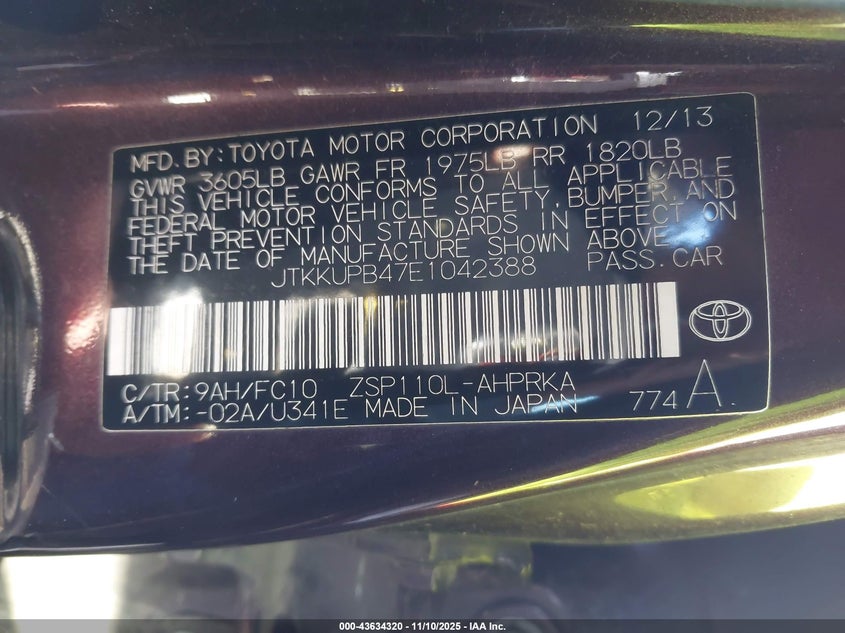 MFD. BY: TOYOTA MOTOR CORPORATION 12/13
GVWR 3605LB GAWR FR 1975LB RR 1820LB
THIS VEHICLE CONFORMS TO ALL APPLICABLE
FEDERAL MOTOR VEHICLE SAFETY, BUMPER, AND
THEFT PREVENTION STANDARDS IN EFFECT ON
THE DATE OF MANUFACTURE SHOWN ABOVE.
JTKKUPB47E1042388 PASS. CAR
C/TR: 9AH/FC10 ZSP110L-AHPRKA
A/TM: -02A/U341E MADE IN JAPAN 774 A
000-43634320 — 11/10/2025 — IAA Inc.